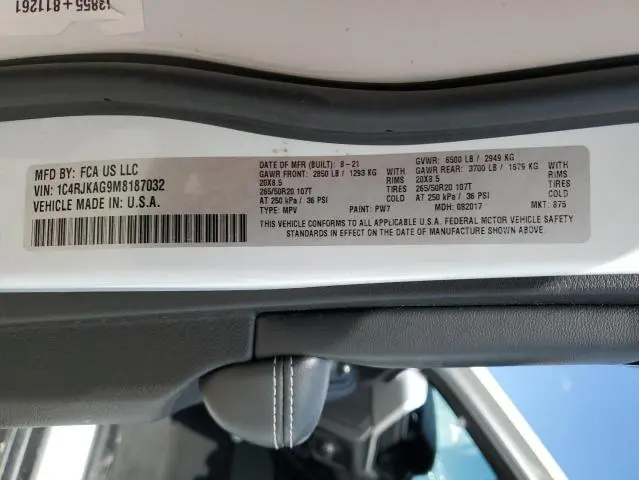 13855+811261
MFD BY: FCA US LLC
VIN: 1C4RJKAG9M8187032
VEHICLE MADE IN: U.S.A.
DATE OF MFR (BUILT): 8-21
GAWR FRONT: 2850 LB / 1293 KG WITH
20X8.5 RIMS
265/50R20 107T TIRES
AT 250 kPa / 36 PSI COLD
TYPE: MPV PAINT: PW7
GVWR: 6500 LB / 2949 KG
GAWR REAR: 3700 LB / 1679 KG WITH
20X8.5 RIMS
265/50R20 107T TIRES
AT 250 kPa / 36 PSI COLD
MDH: 082017 MKT: 875
THIS VEHICLE CONFORMS TO ALL APPLICABLE U.S.A. FEDERAL MOTOR VEHICLE SAFETY
STANDARDS IN EFFECT ON THE DATE OF MANUFACTURE SHOWN ABOVE.